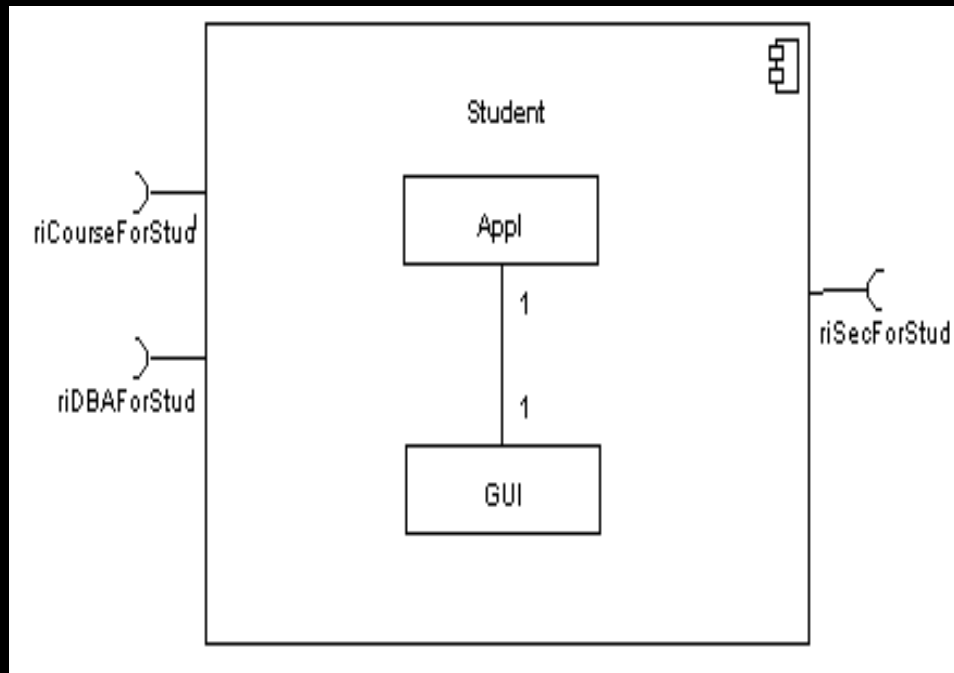 Student
Appl
riCourseForStud
1
riSecForStud
riDBAForStud
1
GUI